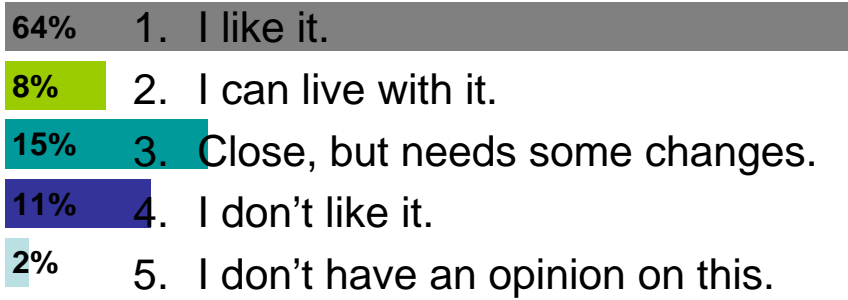 64% 1. I like it.
8% 2. I can live with it.
15% 3. Close, but needs some changes.
11% 4. I don’t like it.
2% 5. I don’t have an opinion on this.